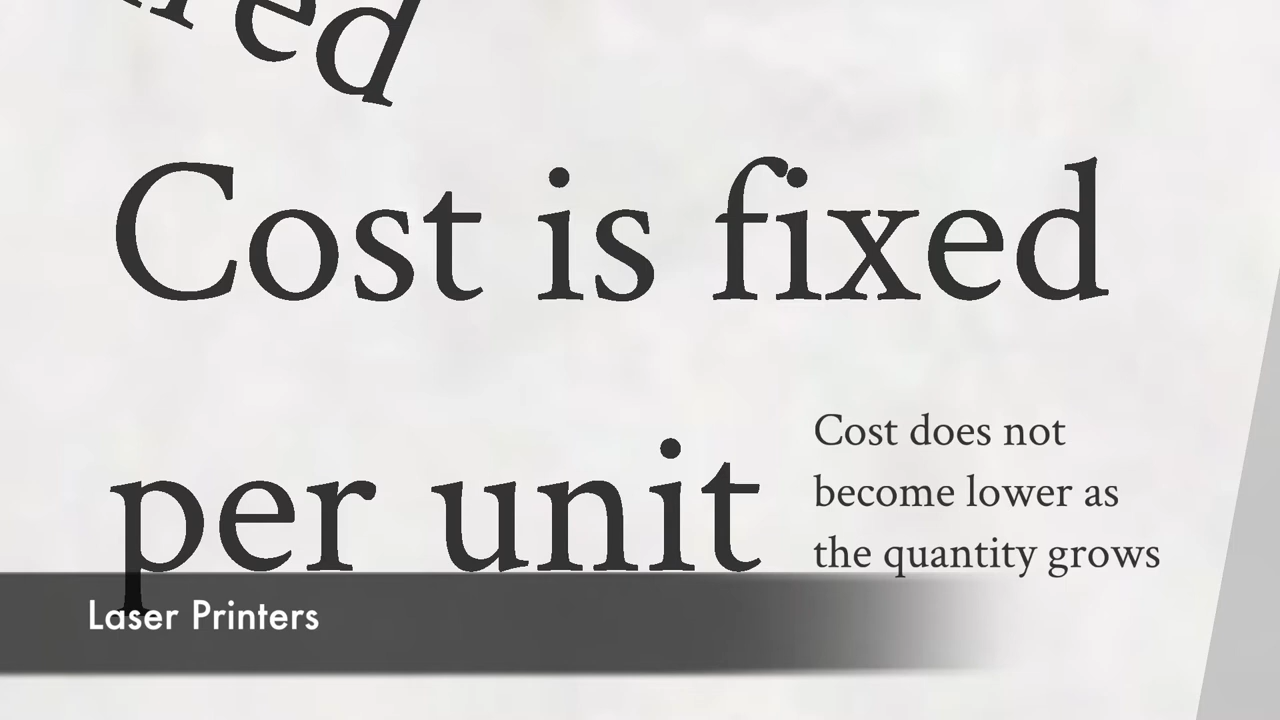 Cost is fixed
per unit
Cost does not
become lower as
the quantity grows
Laser Printers